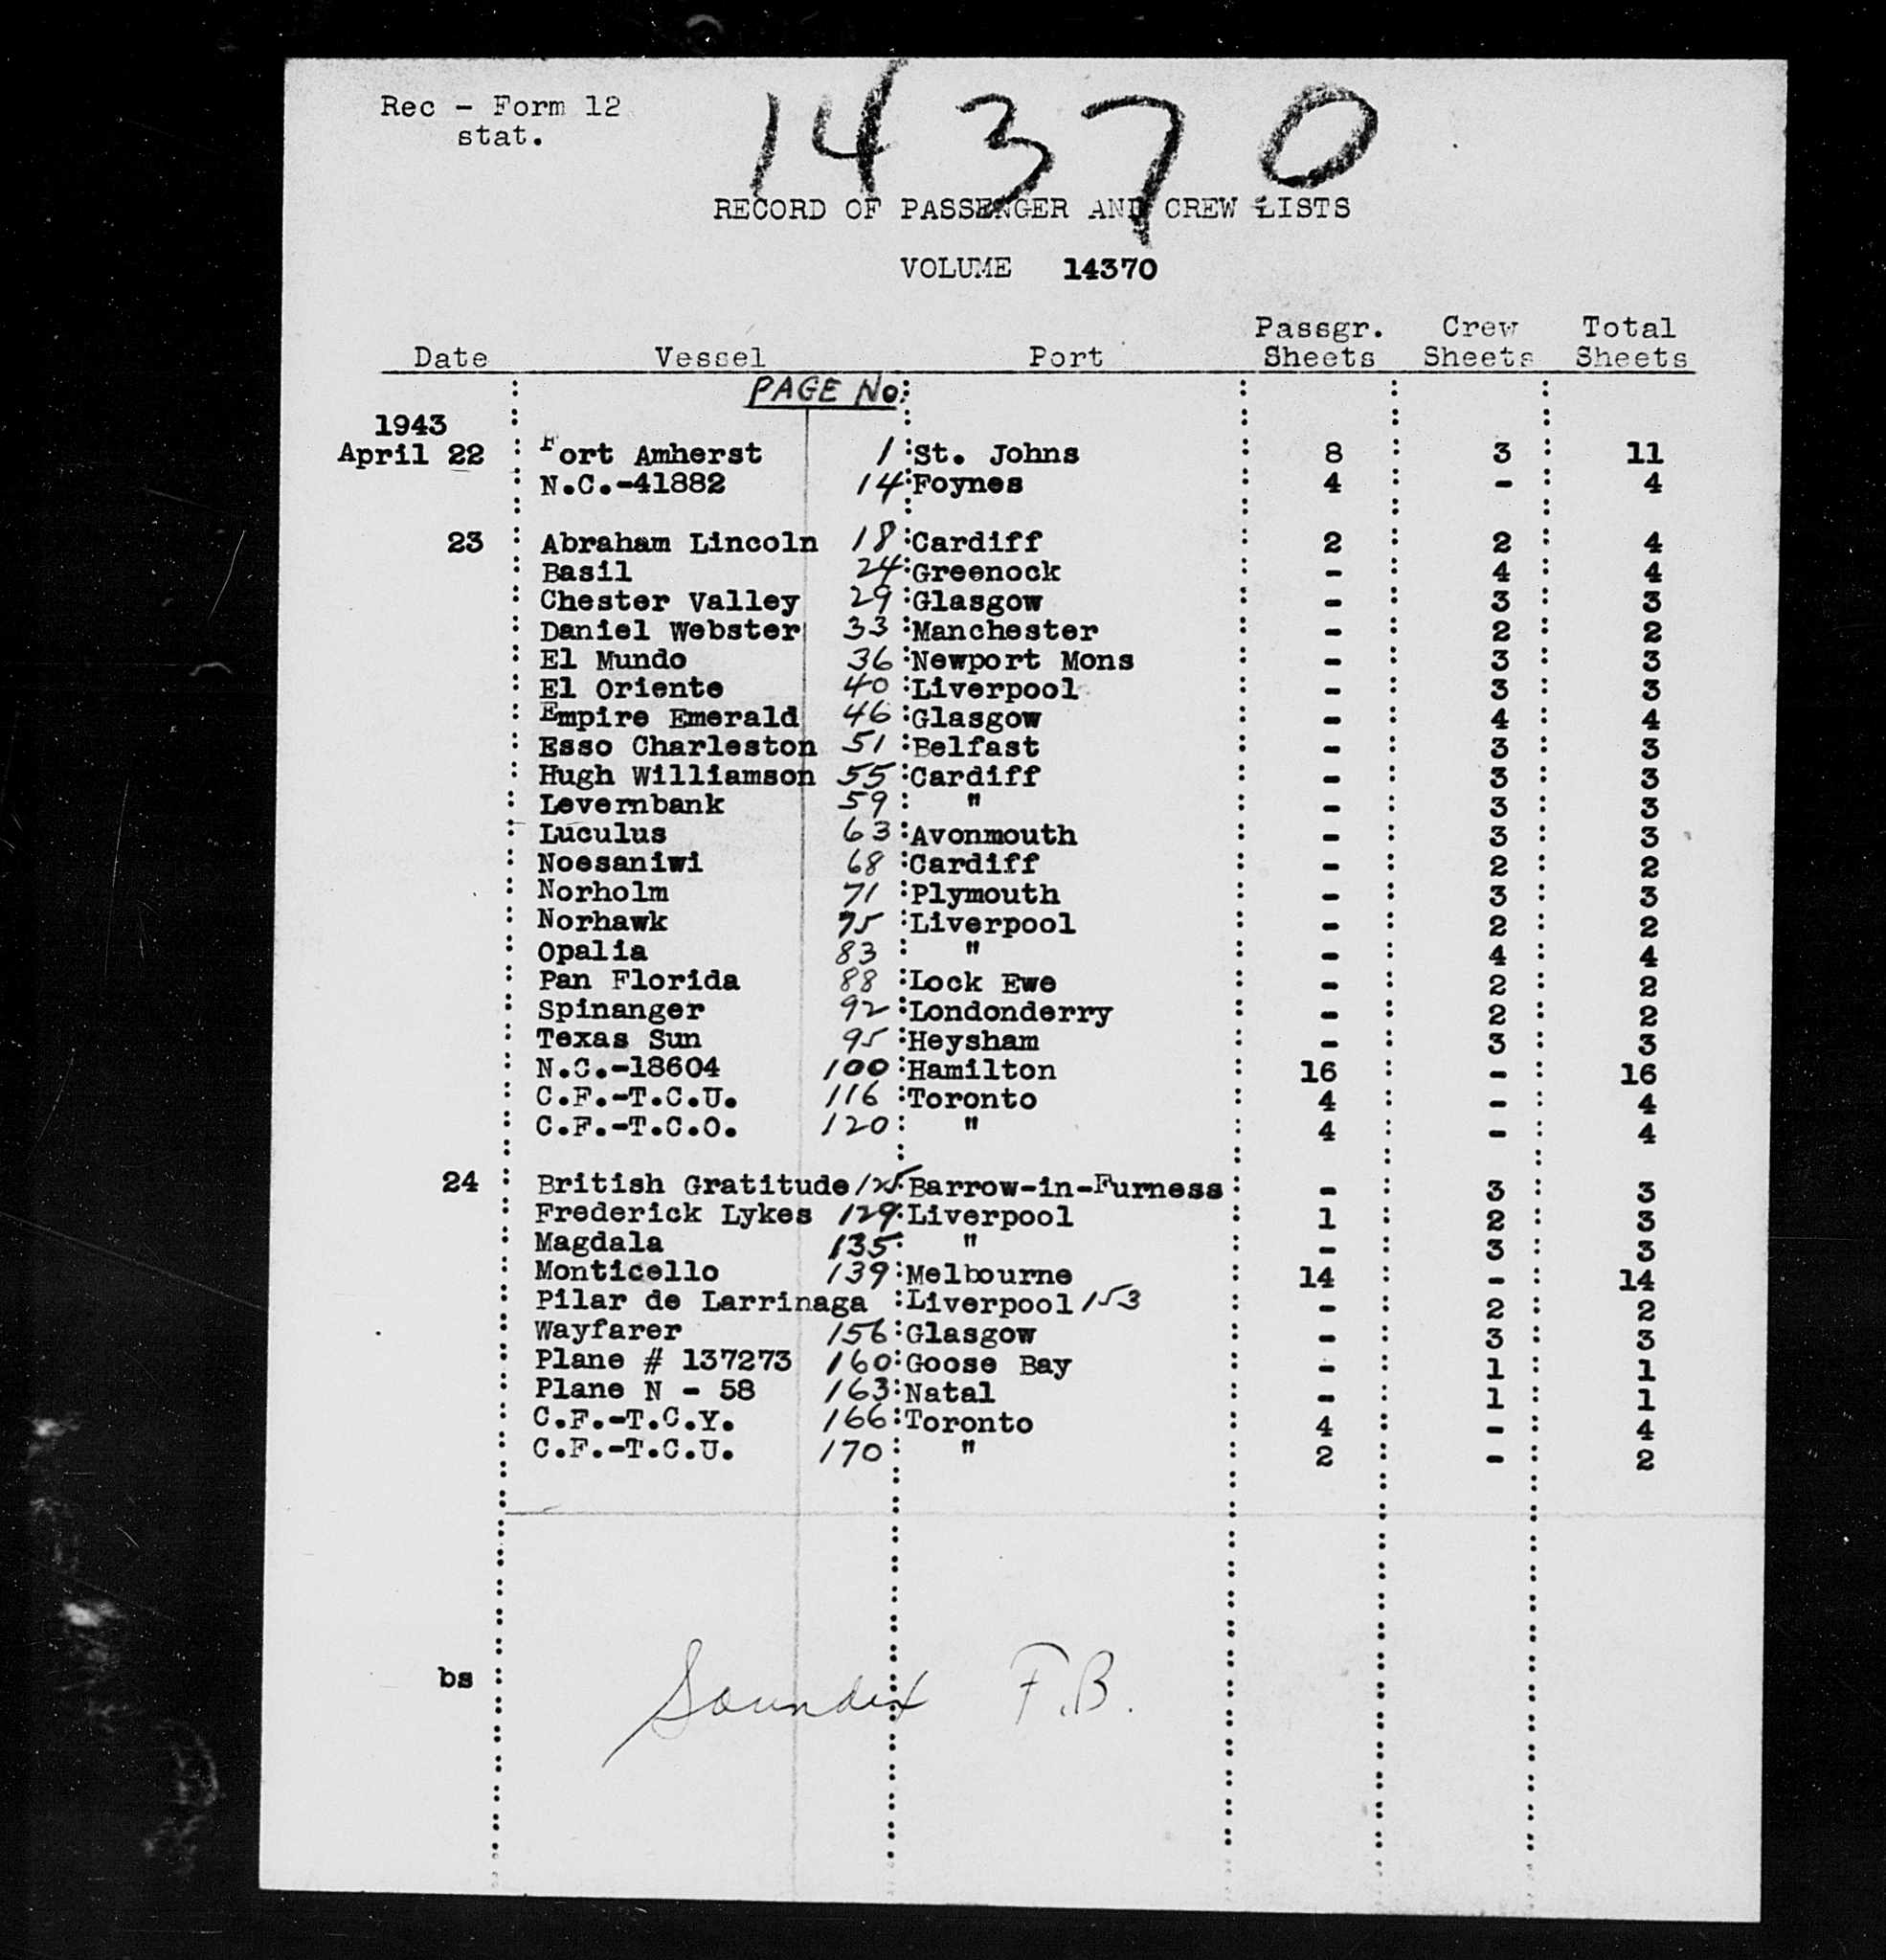 14370
Rec - Form 12
stat.
RECORD OF PASSENGER AND CREW LISTS
VOLUME 14370
Date Vessel Port Passgr. Sheets Crew Sheets Total Sheets
PAGE No.
1943
April 22 Fort Amherst 1 St. Johns 8 3 11
N.C.-41882 14 Foynes 4 - 4
23 Abraham Lincoln 18 Cardiff 2 2 4
Basil 24 Greenock - 4 4
Chester Valley 29 Glasgow - 3 3
Daniel Webster 33 Manchester - 2 2
El Mundo 36 Newport Mons - 3 3
El Oriente 40 Liverpool - 3 3
Empire Emerald 46 Glasgow - 4 4
Esso Charleston 51 Belfast - 3 3
Hugh Williamson 55 Cardiff - 3 3
Levernbank 59 " - 3 3
Luculus 63 Avonmouth - 3 3
Noesaniwi 68 Cardiff - 2 2
Norholm 71 Plymouth - 3 3
Norhawk 75 Liverpool - 2 2
Opalia 83 " - 4 4
Pan Florida 88 Lock Ewe - 2 2
Spinanger 92 Londonderry - 2 2
Texas Sun 95 Heysham - 3 3
N.C.-18604 100 Hamilton 16 - 16
C.F.-T.C.U. 116 Toronto 4 - 4
C.F.-T.C.O. 120 " 4 - 4
24 British Gratitude 125 Barrow-in-Furness - 3 3
Frederick Lykes 129 Liverpool 1 2 3
Magdala 135 " - 3 3
Monticello 139 Melbourne 14 - 14
Pilar de Larrinaga Liverpool 153 - 2 2
Wayfarer 156 Glasgow - 3 3
Plane # 137273 160 Goose Bay - 1 1
Plane N - 58 163 Natal - 1 1
C.F.-T.C.Y. 166 Toronto 4 - 4
C.F.-T.C.U. 170 " 2 - 2
bs
Soundex F.B.